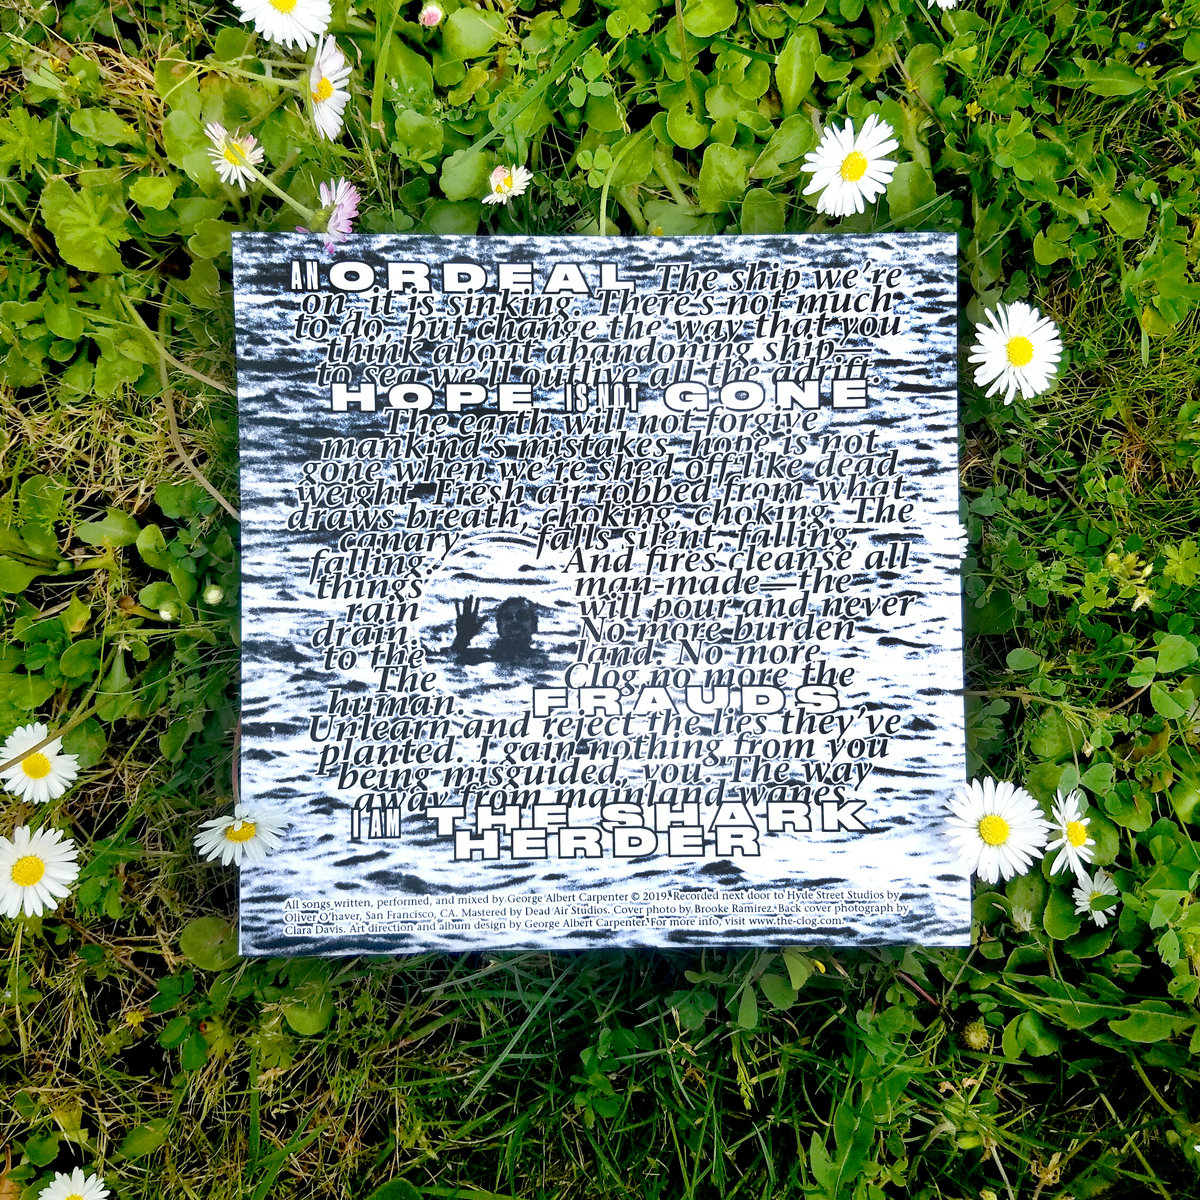 AN ORDEAL The ship we're
on, it is sinking. There's not much
to do, but change the way that you
think about abandoning ship—
to sea we'll outlive all the adrift.
HOPE IS NOT GONE
The earth will not forgive
mankind's mistakes, hope is not
gone when we're shed off like dead
weight. Fresh air robbed from what
draws breath, choking, choking. The
canary falls silent, falling,
falling.. And fires cleanse all
things man-made—the
rain will pour and never
drain. No more burden
to the land. No more
The Clog no more the
human. FRAUDS
Unlearn and reject the lies they've
planted. I gain nothing from you
being misguided, you. The way
away from mainland wanes
I AM THE SHARK
HERDER
All songs written, performed, and mixed by George Albert Carpenter © 2019. Recorded next door to Hyde Street Studios by
Oliver O'haver, San Francisco, CA. Mastered by Dead Air Studios. Cover photo by Brooke Ramirez. Back cover photograph by
Clara Davis. Art direction and album design by George Albert Carpenter. For more info, visit www.the-clog.com.